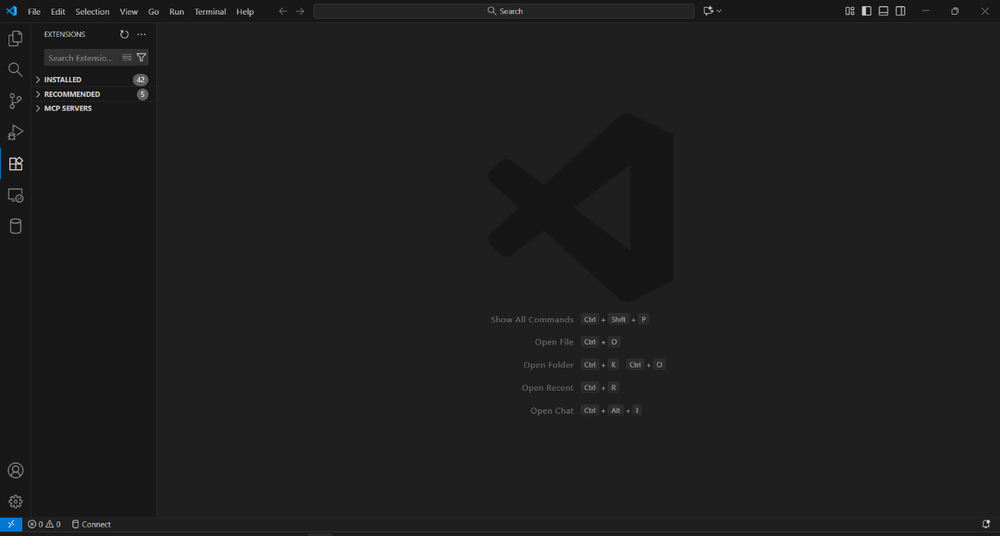 File Edit Selection View Go Run Terminal Help Search
EXTENSIONS
Search Extensio...
INSTALLED 42
RECOMMENDED 5
MCP SERVERS
Show All Commands Ctrl + Shift + P
Open File Ctrl + O
Open Folder Ctrl + K Ctrl + O
Open Recent Ctrl + R
Open Chat Ctrl + Alt + I
0 0 Connect